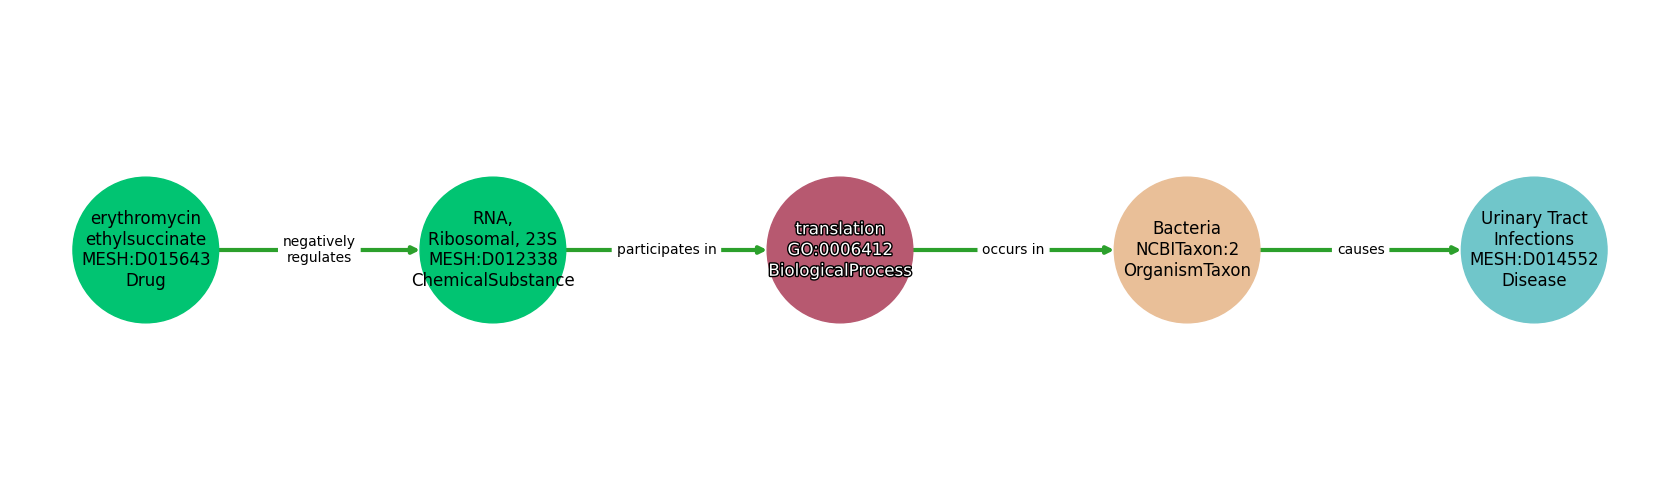 erythromycin
ethylsuccinate
MESH:D015643
Drug
negatively
regulates
RNA,
Ribosomal, 23S
MESH:D012338
ChemicalSubstance
participates in
translation
GO:0006412
BiologicalProcess
occurs in
Bacteria
NCBITaxon:2
OrganismTaxon
causes
Urinary Tract
Infections
MESH:D014552
Disease